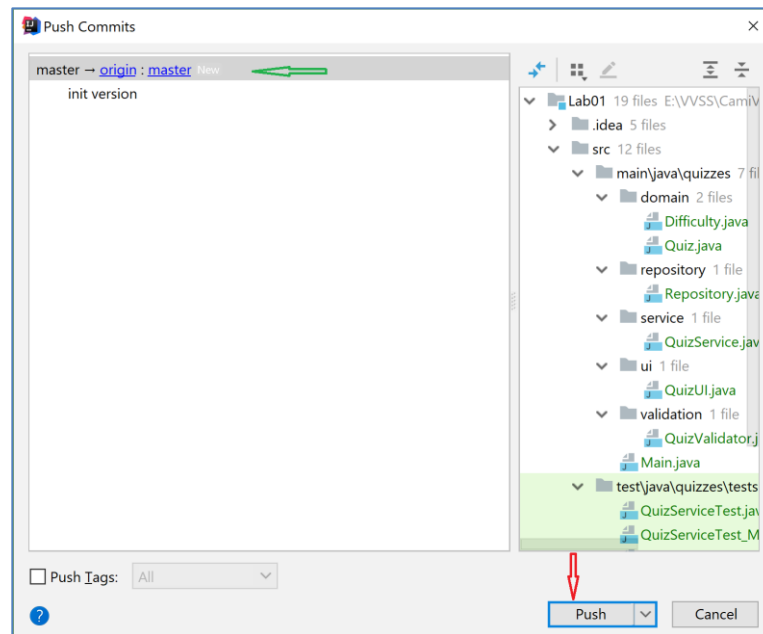 Push Commits
master → origin : master New
init version
Lab01 19 files E:\VVSS\CamiV
.idea 5 files
src 12 files
main\java\quizzes 7 fil
domain 2 files
Difficulty.java
Quiz.java
repository 1 file
Repository.java
service 1 file
QuizService.jav
ui 1 file
QuizUI.java
validation 1 file
QuizValidator.j
Main.java
test\java\quizzes\tests
QuizServiceTest.jav
QuizServiceTest_M
Push Tags: All
? Push Cancel